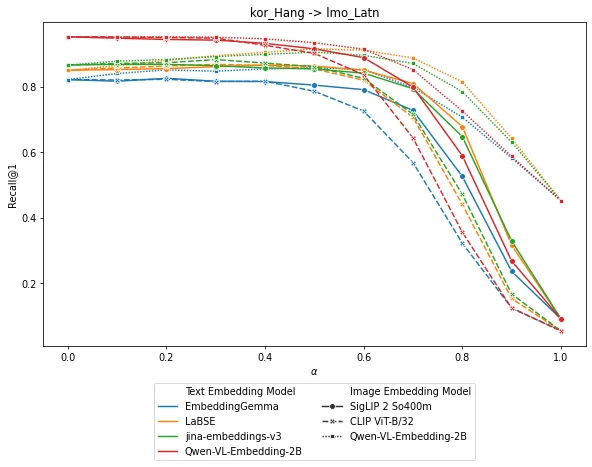 kor_Hang -> lmo_Latn
Recall@1
0.8
0.6
0.4
0.2
0.0 0.2 0.4 0.6 0.8 1.0
α
Text Embedding Model Image Embedding Model
EmbeddingGemma SigLIP 2 So400m
LaBSE CLIP ViT-B/32
jina-embeddings-v3 Qwen-VL-Embedding-2B
Qwen-VL-Embedding-2B